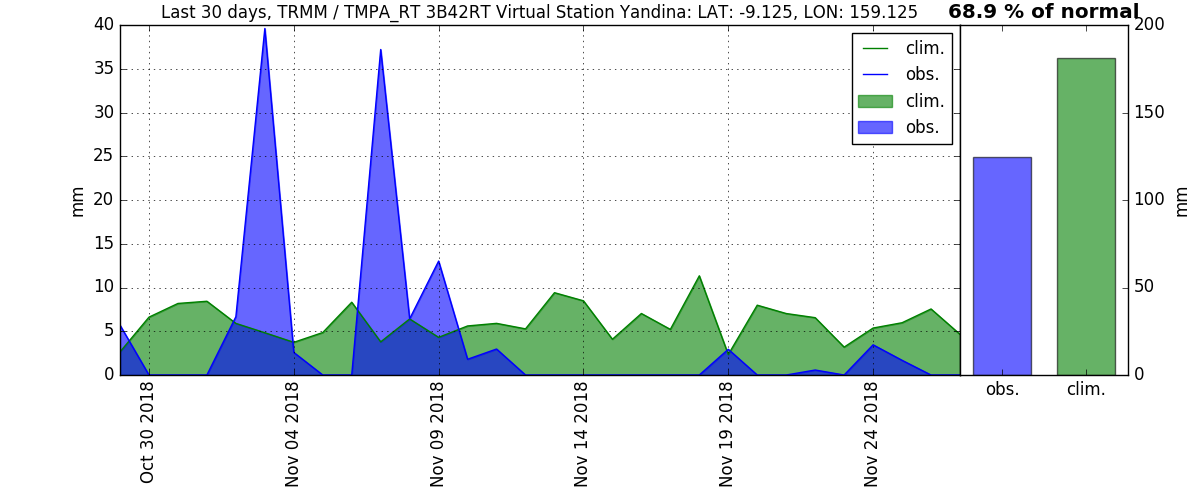 Last 30 days, TRMM / TMPA_RT 3B42RT Virtual Station Yandina: LAT: -9.125, LON: 159.125
68.9 % of normal
40
35
30
25
20
15
10
5
0
mm
clim.
obs.
clim.
obs.
Oct 30 2018
Nov 04 2018
Nov 09 2018
Nov 14 2018
Nov 19 2018
Nov 24 2018
200
150
100
50
0
mm
obs.
clim.